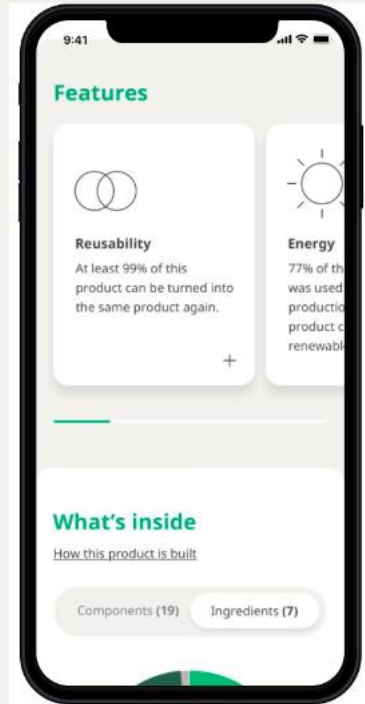 9:41
Features
Reusability
At least 99% of this
product can be turned into
the same product again.
+
Energy
77% of th
was used
productio
product c
renewabl
What's inside
How this product is built
Components (19)
Ingredients (7)